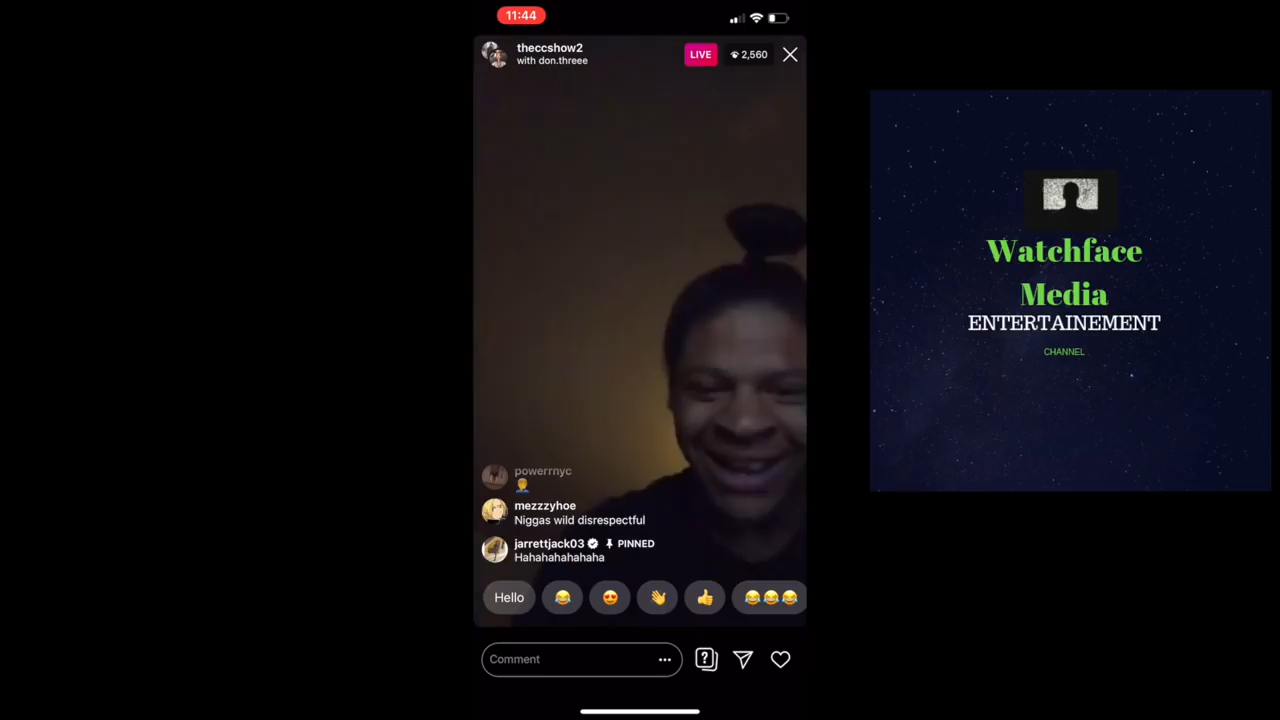 11:44
theccshow2
with don.threee
LIVE
2,560
powerrnyc
🤦‍♂️
mezzzyhoe
Niggas wild disrespectful
jarrettjack03 PINNED
Hahahahahahaha
Hello 😂 😍 👋 👍 😂😂😂
Comment
Watchface
Media
ENTERTAINEMENT
CHANNEL